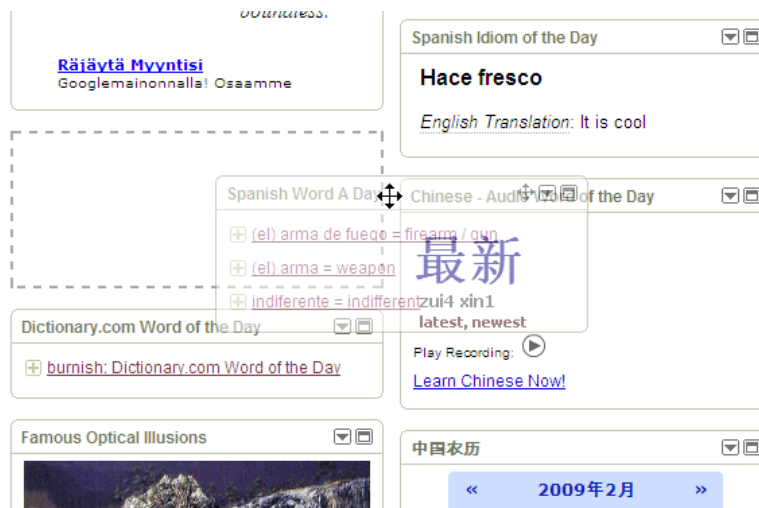 boundless.
Räjäytä Myyntisi
Googlemainonnalla! Osaamme
Spanish Word A Day
(el) arma de fuego = firearm / gun
(el) arma = weapon
indiferente = indifferent
Dictionary.com Word of the Day
burnish: Dictionary.com Word of the Day
Famous Optical Illusions
Spanish Idiom of the Day
Hace fresco
English Translation: It is cool
Chinese - Audio Word of the Day
最新
zui4 xin1
latest, newest
Play Recording:
Learn Chinese Now!
中国农历
« 2009年2月 »